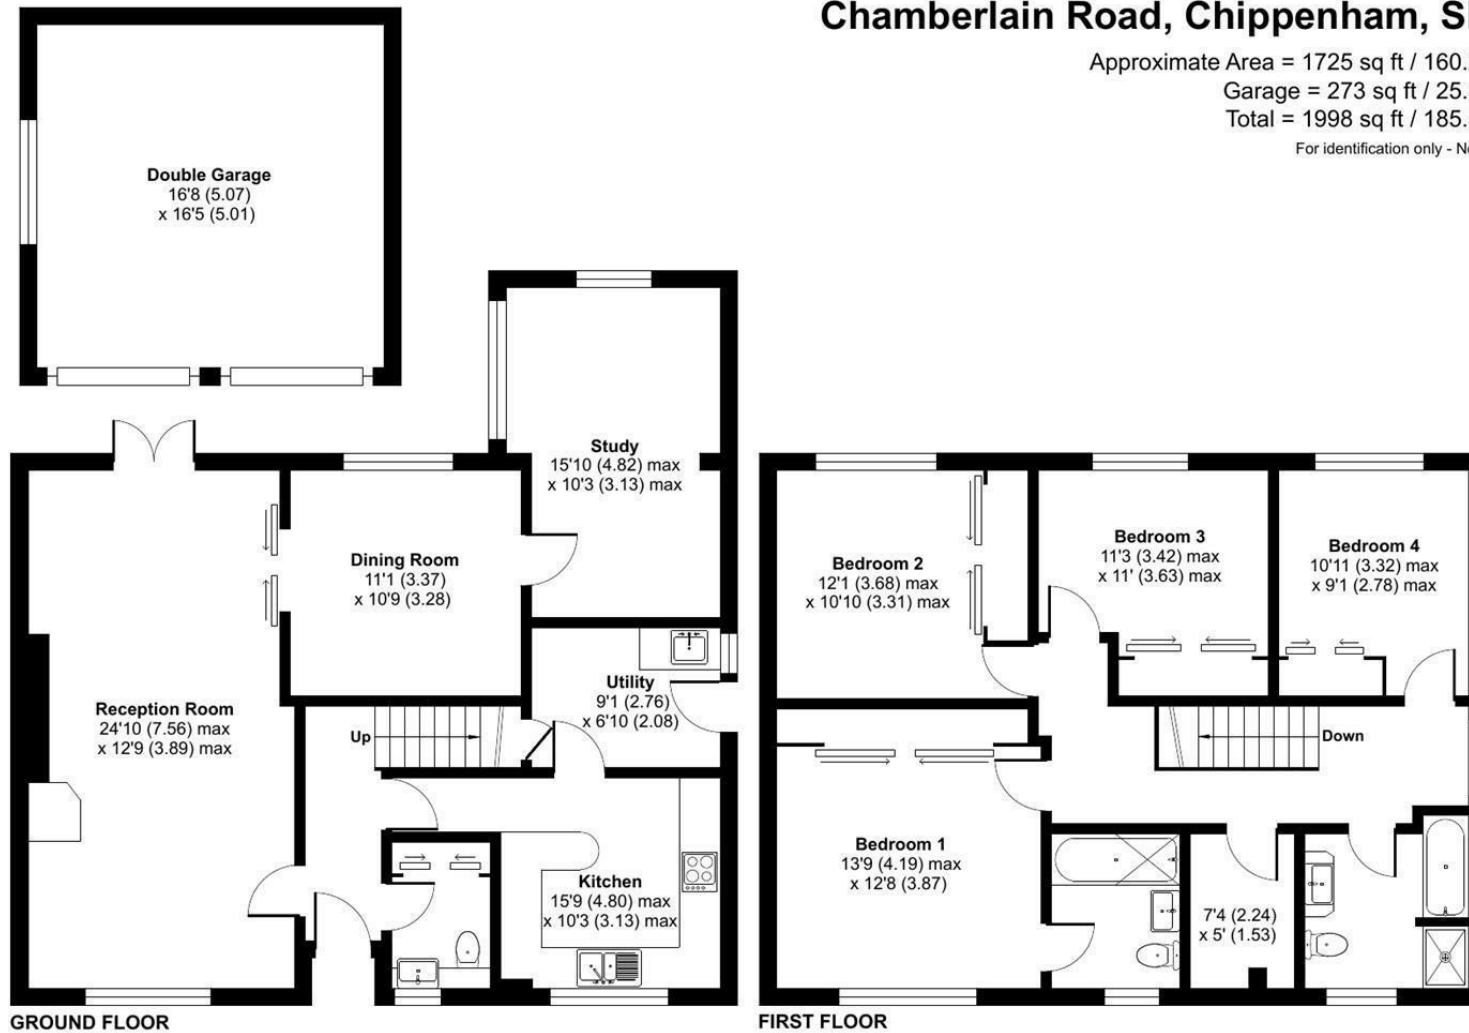 Chamberlain Road, Chippenham, S
Approximate Area = 1725 sq ft / 160.
Garage = 273 sq ft / 25.
Total = 1998 sq ft / 185.
For identification only - N
Double Garage
16'8 (5.07)
x 16'5 (5.01)
Study
15'10 (4.82) max
x 10'3 (3.13) max
Dining Room
11'1 (3.37)
x 10'9 (3.28)
Reception Room
24'10 (7.56) max
x 12'9 (3.89) max
Utility
9'1 (2.76)
x 6'10 (2.08)
Up
Kitchen
15'9 (4.80) max
x 10'3 (3.13) max
GROUND FLOOR
Bedroom 2
12'1 (3.68) max
x 10'10 (3.31) max
Bedroom 3
11'3 (3.42) max
x 11' (3.63) max
Bedroom 4
10'11 (3.32) max
x 9'1 (2.78) max
Down
Bedroom 1
13'9 (4.19) max
x 12'8 (3.87)
7'4 (2.24)
x 5' (1.53)
FIRST FLOOR